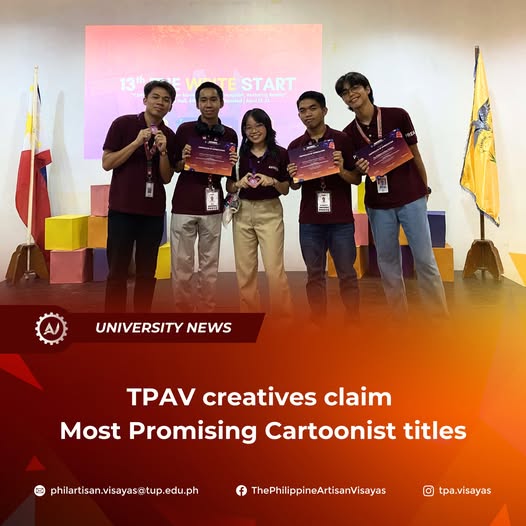 13th THE WRITE START
AV
UNIVERSITY NEWS
TPAV creatives claim
Most Promising Cartoonist titles
philartisan.visayas@tup.edu.ph
ThePhilippineArtisanVisayas
tpa.visayas